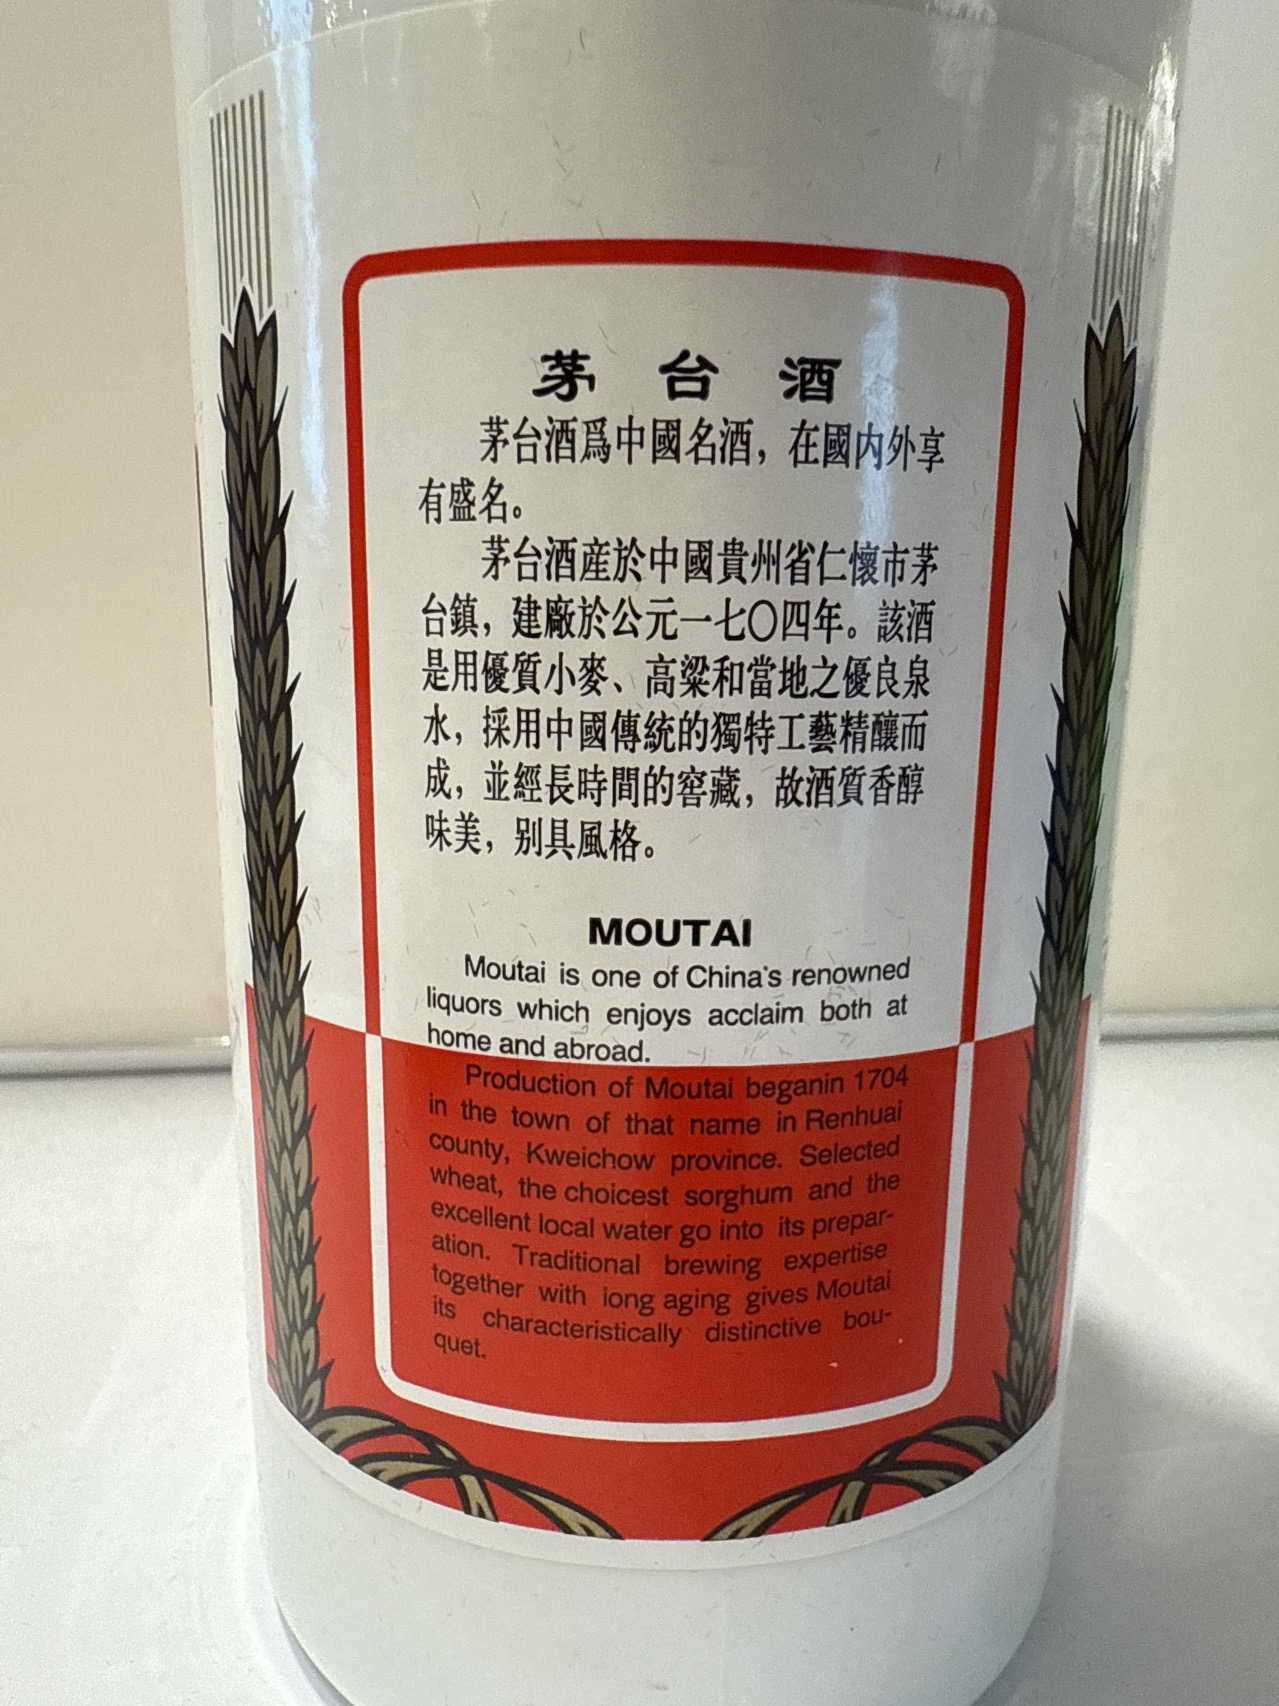 茅台酒
茅台酒爲中國名酒，在國内外享
有盛名。
茅台酒産於中國貴州省仁懷市茅
台鎮，建廠於公元一七〇四年。該酒
是用優質小麥、高粱和當地之優良泉
水，採用中國傳統的獨特工藝精釀而
成，並經長時間的窖藏，故酒質香醇
味美，别具風格。
MOUTAI
Moutai is one of China's renowned
liquors which enjoys acclaim both at
home and abroad.
Production of Moutai beganin 1704
in the town of that name in Renhuai
county, Kweichow province. Selected
wheat, the choicest sorghum and the
excellent local water go into its prepar-
ation. Traditional brewing expertise
together with long aging gives Moutai
its characteristically distinctive bou-
quet.